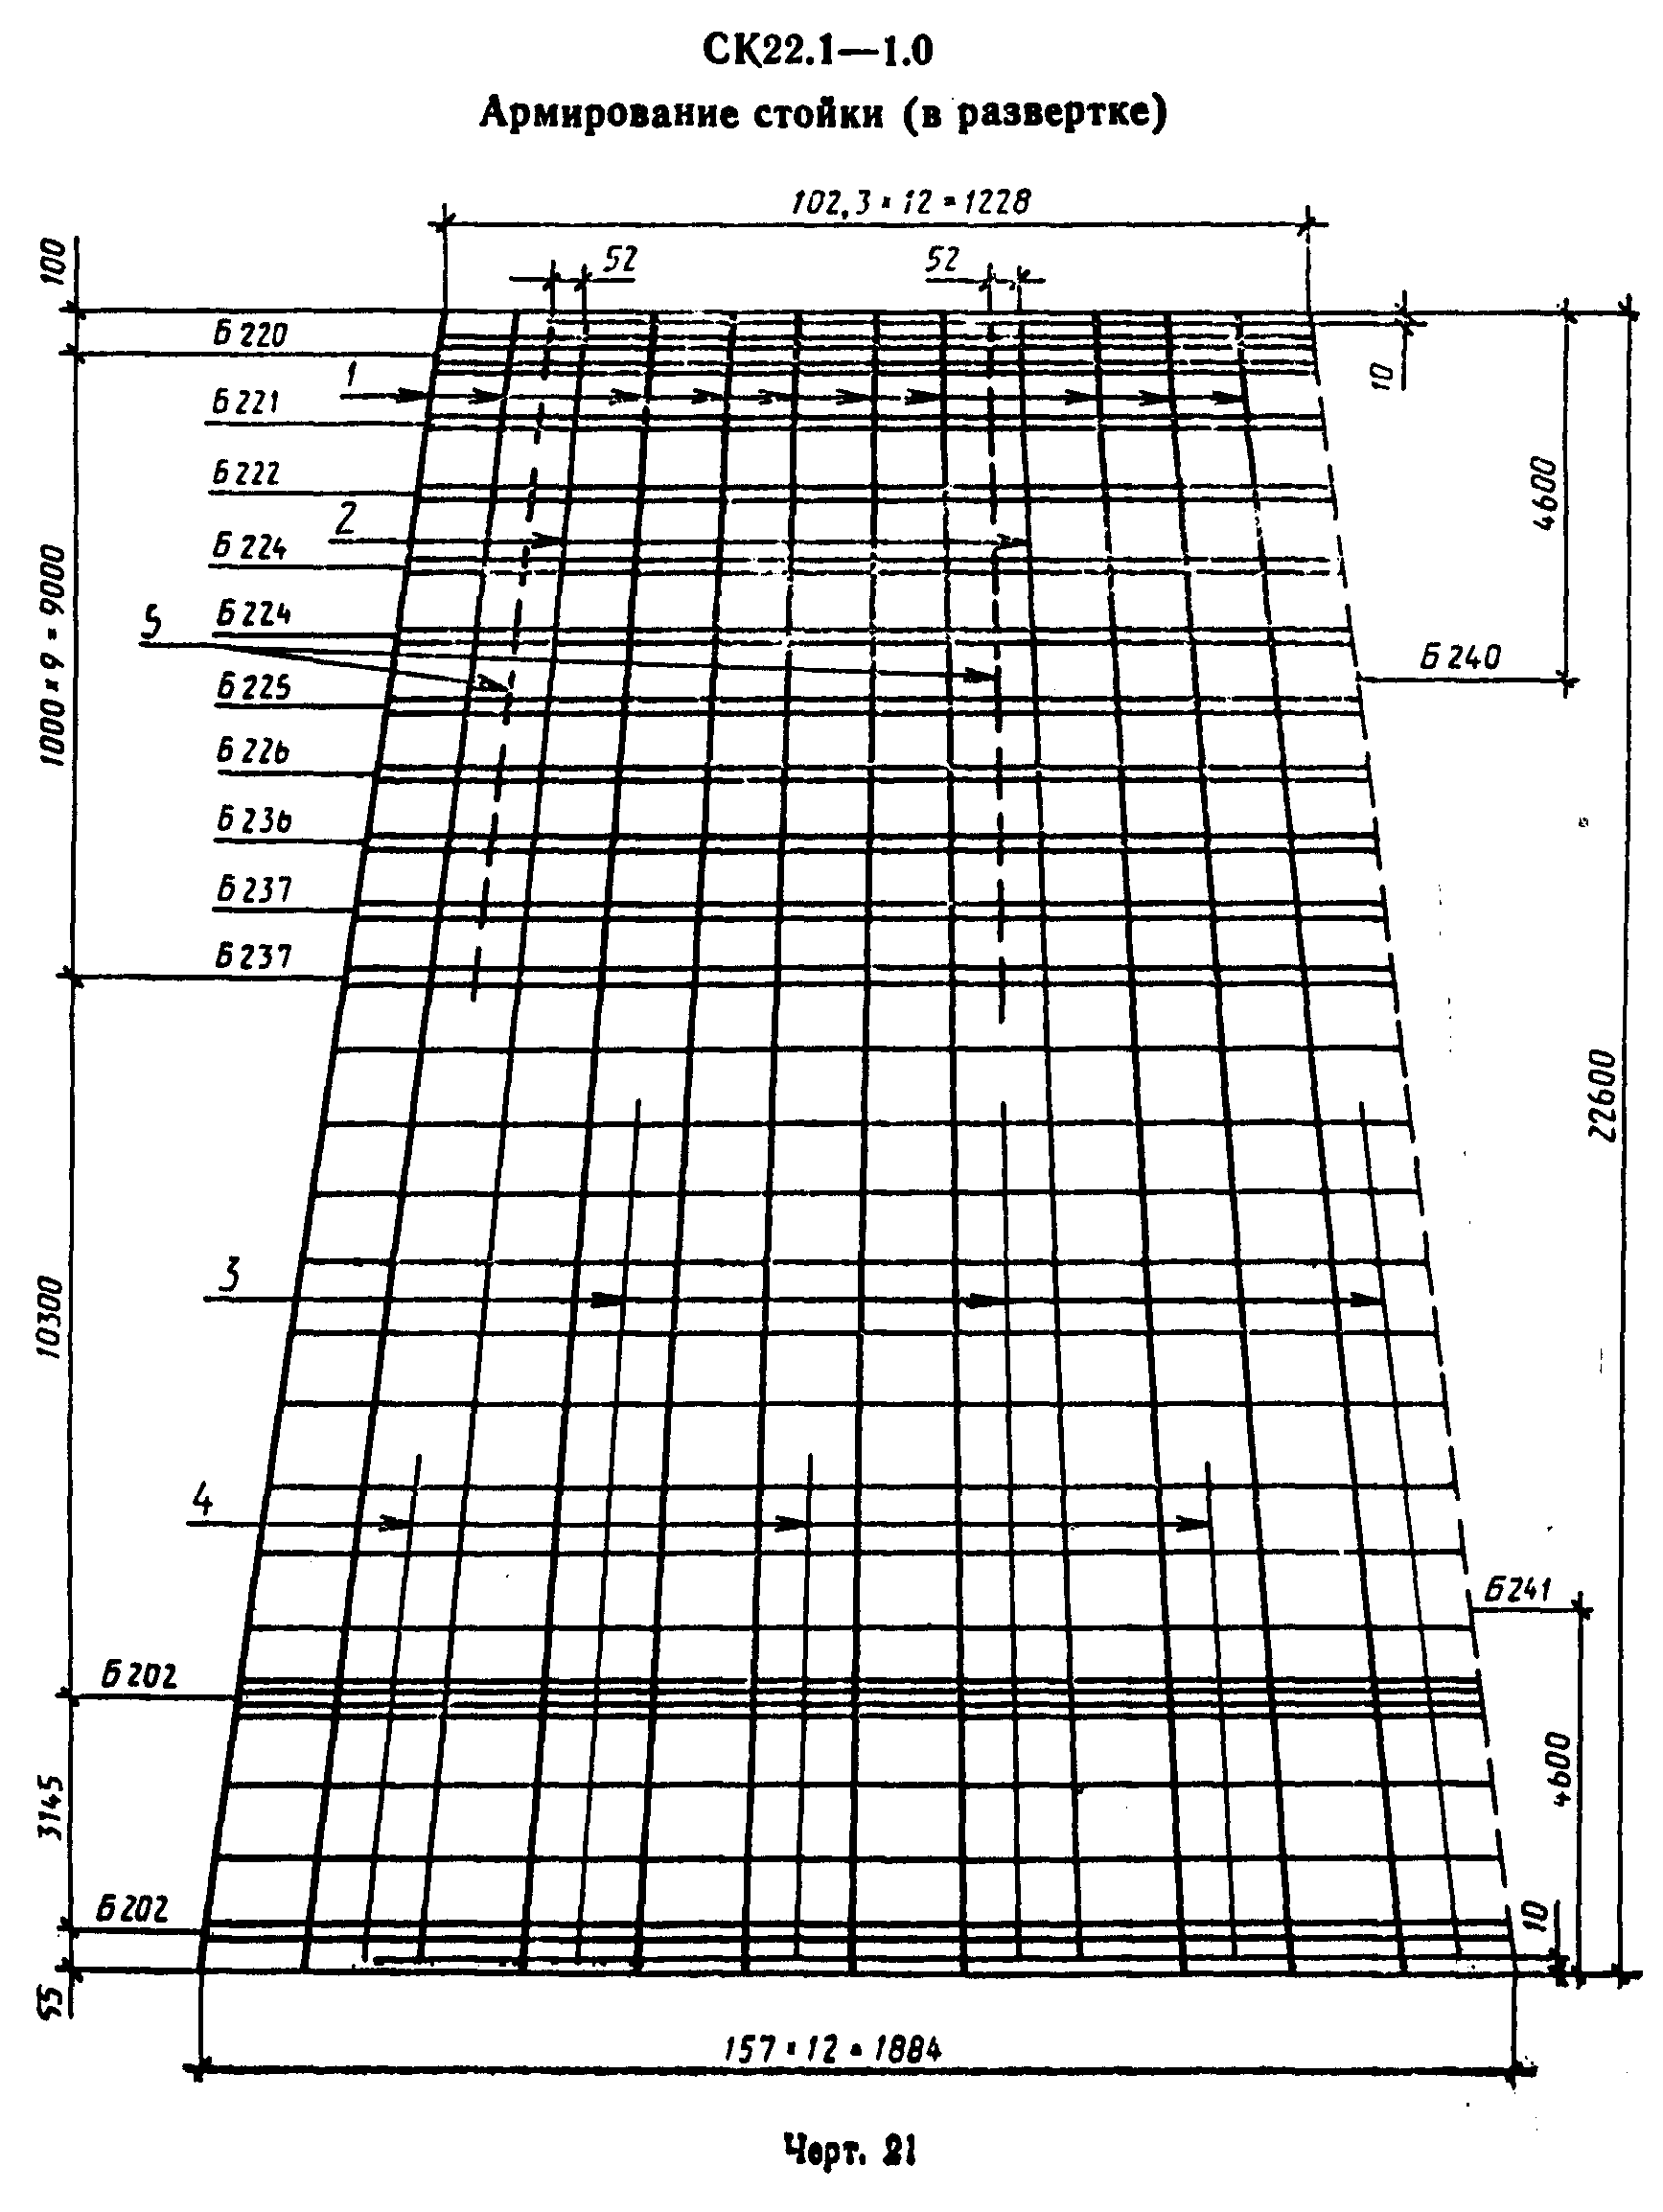 СК22.1—1.0
Армирование стойки (в развертке)
102,3 × 12 = 1228
52
52
100
Б 220
1
10
Б 221
Б 222
4600
2
Б 224
1000 × 9 = 9000
5
Б 224
Б 240
Б 225
Б 226
Б 236
Б 237
Б 237
22600
3
10300
4
Б 241
Б 202
4600
3145
Б 202
10
55
157 × 12 = 1884
Черт. 21